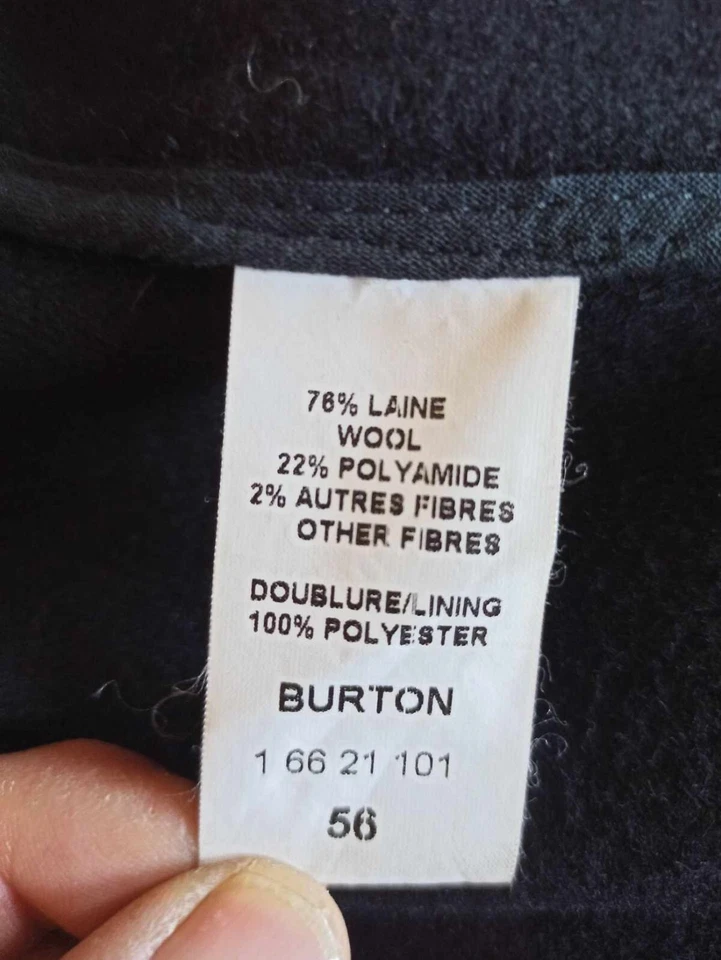 76% LAINE
WOOL
22% POLYAMIDE
2% AUTRES FIBRES
OTHER FIBRES
DOUBLURE/LINING
100% POLYESTER
BURTON
1 66 21 101
56